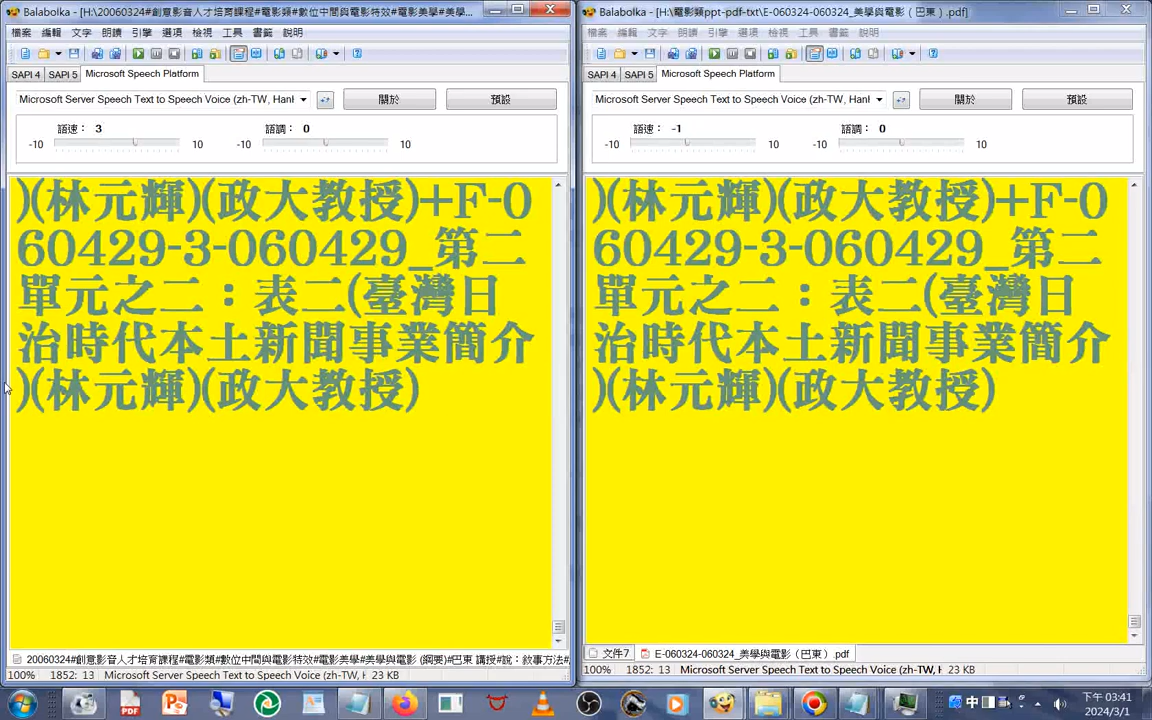 Balabolka - [H:\20060324#創意影音人才培育課程#電影類#數位中間與電影特效#電影美學#美學...
檔案 編輯 文字 朗讀 引擎 選項 檢視 工具 書籤 說明
SAPI 4 SAPI 5 Microsoft Speech Platform
Microsoft Server Speech Text to Speech Voice (zh-TW, Hanl
關於 預設
語速： 3 語調： 0
-10 10 -10 10
)(林元輝)(政大教授)+F-0
60429-3-060429_第二
單元之二：表二(臺灣日
治時代本土新聞事業簡介
)(林元輝)(政大教授)
20060324#創意影音人才培育課程#電影類#數位中間與電影特效#電影美學#美學與電影 (綱要)#巴東 講授#說：敘事方法#,
100% 1852: 13 Microsoft Server Speech Text to Speech Voice (zh-TW, H 23 KB
Balabolka - [H:\電影類ppt-pdf-txt\E-060324-060324_美學與電影（巴東）.pdf]
檔案 編輯 文字 朗讀 引擎 選項 檢視 工具 書籤 說明
SAPI 4 SAPI 5 Microsoft Speech Platform
Microsoft Server Speech Text to Speech Voice (zh-TW, Hanl
關於 預設
語速： -1 語調： 0
-10 10 -10 10
)(林元輝)(政大教授)+F-0
60429-3-060429_第二
單元之二：表二(臺灣日
治時代本土新聞事業簡介
)(林元輝)(政大教授)
文件7 E-060324-060324_美學與電影（巴東）.pdf
100% 1852: 13 Microsoft Server Speech Text to Speech Voice (zh-TW, H 23 KB
PDF
中
下午 03:41
2024/3/1